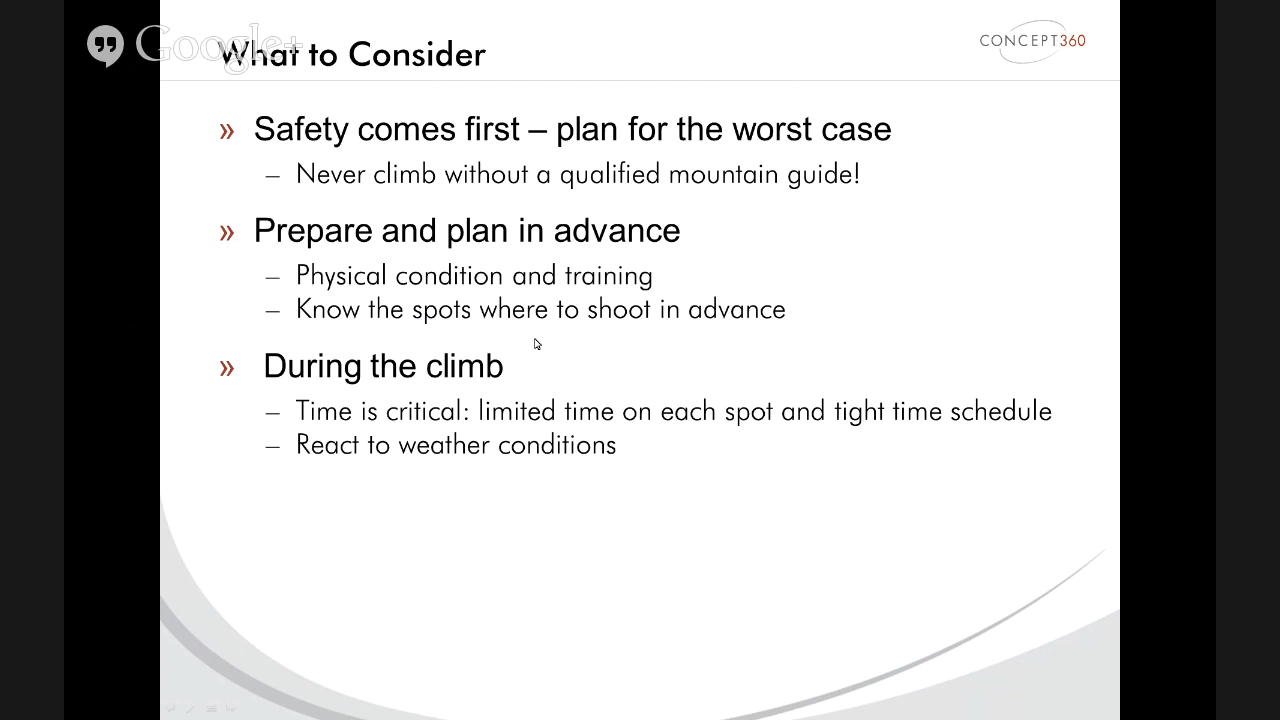 Google+
What to Consider
CONCEPT360
» Safety comes first – plan for the worst case
– Never climb without a qualified mountain guide!
» Prepare and plan in advance
– Physical condition and training
– Know the spots where to shoot in advance
» During the climb
– Time is critical: limited time on each spot and tight time schedule
– React to weather conditions